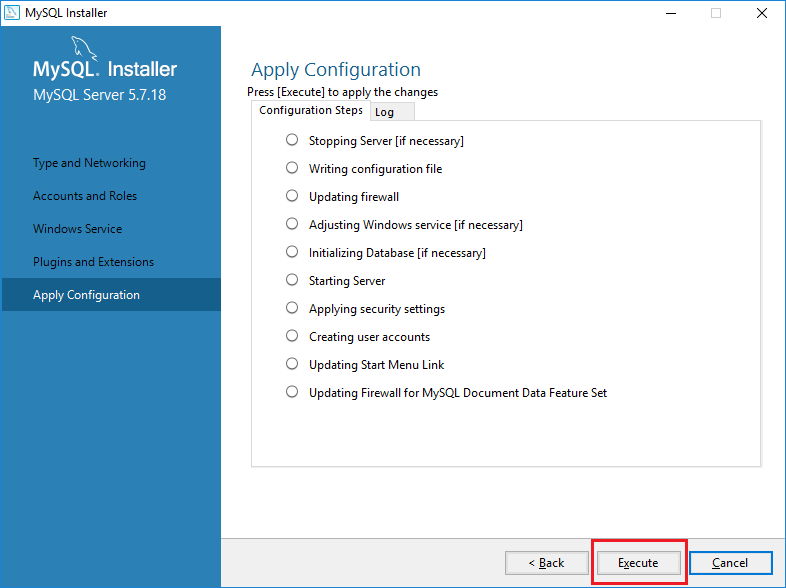 MySQL Installer
MySQL. Installer
MySQL Server 5.7.18
Type and Networking
Accounts and Roles
Windows Service
Plugins and Extensions
Apply Configuration
Apply Configuration
Press [Execute] to apply the changes
Configuration Steps Log
Stopping Server [if necessary]
Writing configuration file
Updating firewall
Adjusting Windows service [if necessary]
Initializing Database [if necessary]
Starting Server
Applying security settings
Creating user accounts
Updating Start Menu Link
Updating Firewall for MySQL Document Data Feature Set
< Back Execute Cancel